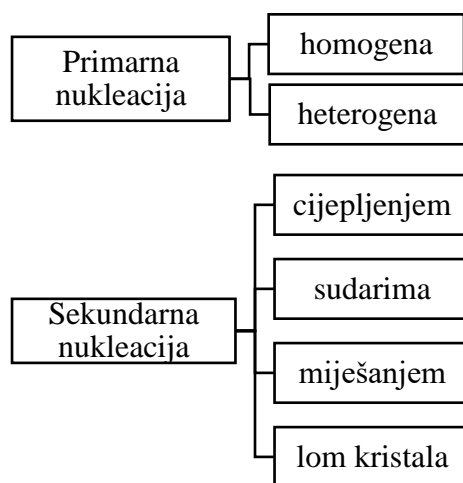 Primarna
nukleacija
homogena
heterogena
Sekundarna
nukleacija
cijepljenjem
sudarima
miješanjem
lom kristala